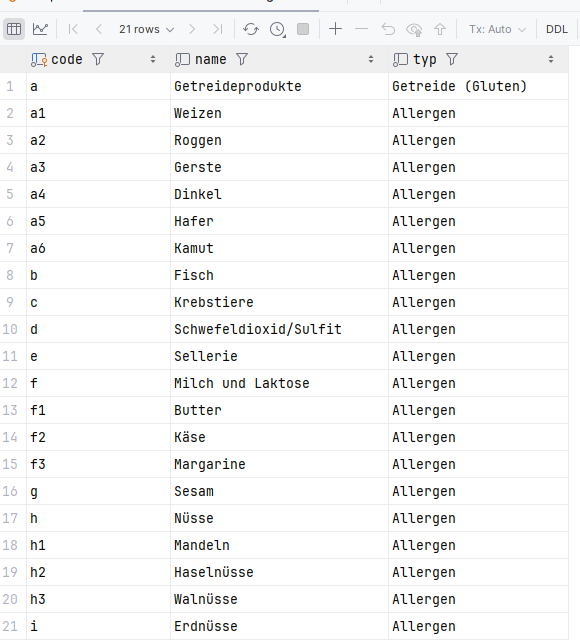 21 rows
Tx: Auto
DDL
code name typ
1 a Getreideprodukte Getreide (Gluten)
2 a1 Weizen Allergen
3 a2 Roggen Allergen
4 a3 Gerste Allergen
5 a4 Dinkel Allergen
6 a5 Hafer Allergen
7 a6 Kamut Allergen
8 b Fisch Allergen
9 c Krebstiere Allergen
10 d Schwefeldioxid/Sulfit Allergen
11 e Sellerie Allergen
12 f Milch und Laktose Allergen
13 f1 Butter Allergen
14 f2 Käse Allergen
15 f3 Margarine Allergen
16 g Sesam Allergen
17 h Nüsse Allergen
18 h1 Mandeln Allergen
19 h2 Haselnüsse Allergen
20 h3 Walnüsse Allergen
21 i Erdnüsse Allergen